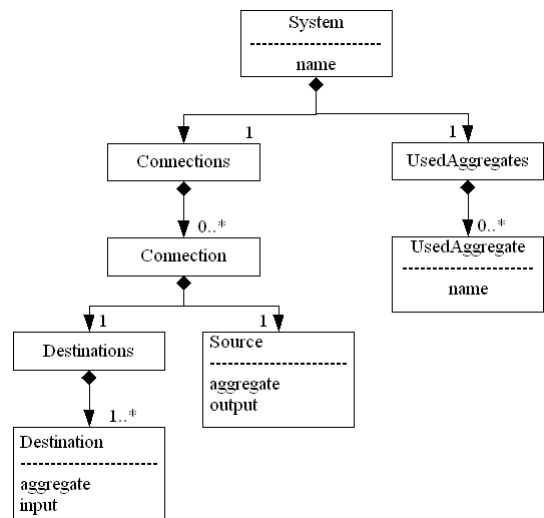 System
name
1
1
Connections
UsedAggregates
0..*
0..*
Connection
UsedAggregate
name
1
1
Destinations
Source
aggregate
output
1..*
Destination
aggregate
input